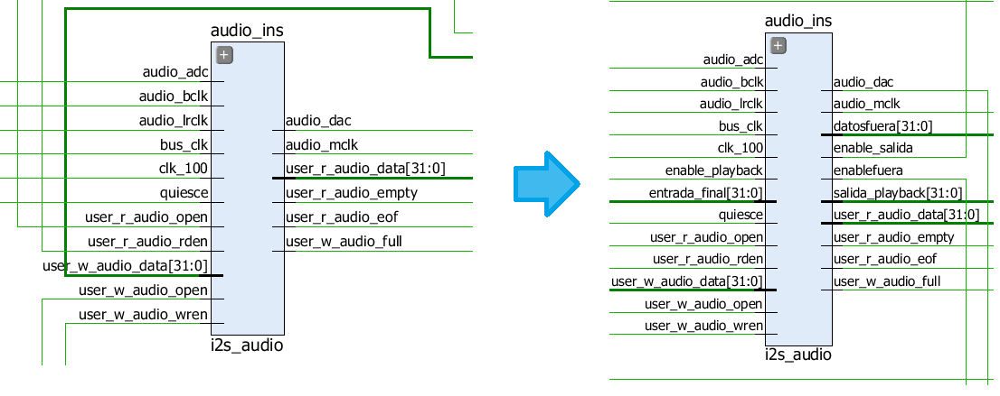 audio_ins
audio_adc
audio_bclk
audio_lrclk
bus_clk
clk_100
quiesce
user_r_audio_open
user_r_audio_rden
user_w_audio_data[31:0]
user_w_audio_open
user_w_audio_wren
audio_dac
audio_mclk
user_r_audio_data[31:0]
user_r_audio_empty
user_r_audio_eof
user_w_audio_full
i2s_audio
audio_ins
audio_adc
audio_bclk
audio_lrclk
bus_clk
clk_100
enable_playback
entrada_final[31:0]
quiesce
user_r_audio_open
user_r_audio_rden
user_w_audio_data[31:0]
user_w_audio_open
user_w_audio_wren
audio_dac
audio_mclk
datosfuera[31:0]
enable_salida
enablefuera
salida_playback[31:0]
user_r_audio_data[31:0]
user_r_audio_empty
user_r_audio_eof
user_w_audio_full
i2s_audio